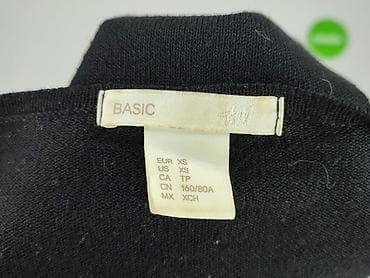 BASIC H&M
EUR XS
US XS
CA TP
CN 160/80A
MX XCH